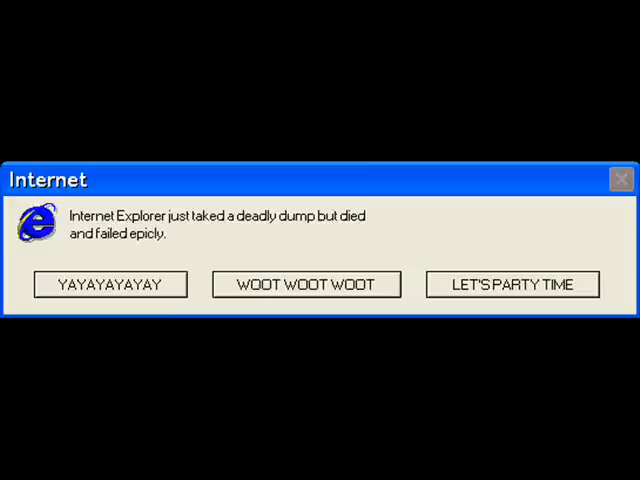 Internet
Internet Explorer just taked a deadly dump but died
and failed epicly.
YAYAYAYAYAY
WOOT WOOT WOOT
LET'S PARTY TIME